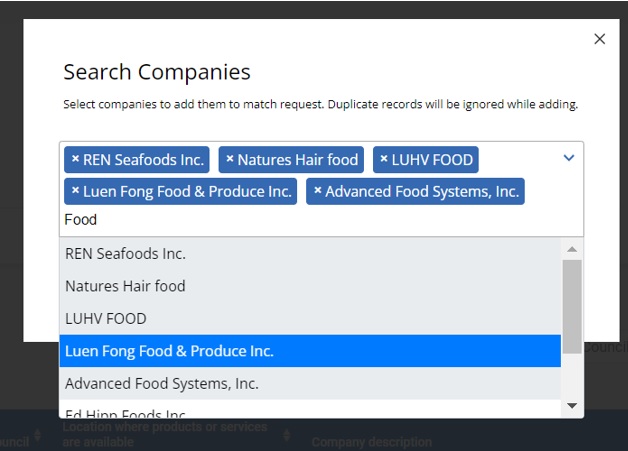 ×
Search Companies
Select companies to add them to match request. Duplicate records will be ignored while adding.
× REN Seafoods Inc. × Natures Hair food × LUHV FOOD
× Luen Fong Food & Produce Inc. × Advanced Food Systems, Inc.
Food
REN Seafoods Inc.
Natures Hair food
LUHV FOOD
Luen Fong Food & Produce Inc.
Council
Advanced Food Systems, Inc.
Ed Hipp Foods Inc
Location where products or services
uncil are available Company description